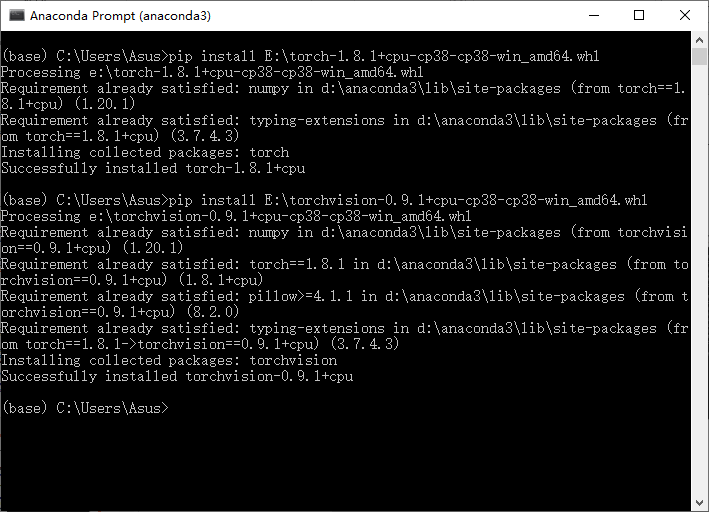 Anaconda Prompt (anaconda3)
(base) C:\Users\Asus>pip install E:\torch-1.8.1+cpu-cp38-cp38-win_amd64.whl
Processing e:\torch-1.8.1+cpu-cp38-cp38-win_amd64.whl
Requirement already satisfied: numpy in d:\anaconda3\lib\site-packages (from torch==1.
8.1+cpu) (1.20.1)
Requirement already satisfied: typing-extensions in d:\anaconda3\lib\site-packages (fr
om torch==1.8.1+cpu) (3.7.4.3)
Installing collected packages: torch
Successfully installed torch-1.8.1+cpu
(base) C:\Users\Asus>pip install E:\torchvision-0.9.1+cpu-cp38-cp38-win_amd64.whl
Processing e:\torchvision-0.9.1+cpu-cp38-cp38-win_amd64.whl
Requirement already satisfied: numpy in d:\anaconda3\lib\site-packages (from torchvisi
on==0.9.1+cpu) (1.20.1)
Requirement already satisfied: torch==1.8.1 in d:\anaconda3\lib\site-packages (from to
rchvision==0.9.1+cpu) (1.8.1+cpu)
Requirement already satisfied: pillow>=4.1.1 in d:\anaconda3\lib\site-packages (from t
orchvision==0.9.1+cpu) (8.2.0)
Requirement already satisfied: typing-extensions in d:\anaconda3\lib\site-packages (fr
om torch==1.8.1->torchvision==0.9.1+cpu) (3.7.4.3)
Installing collected packages: torchvision
Successfully installed torchvision-0.9.1+cpu
(base) C:\Users\Asus>